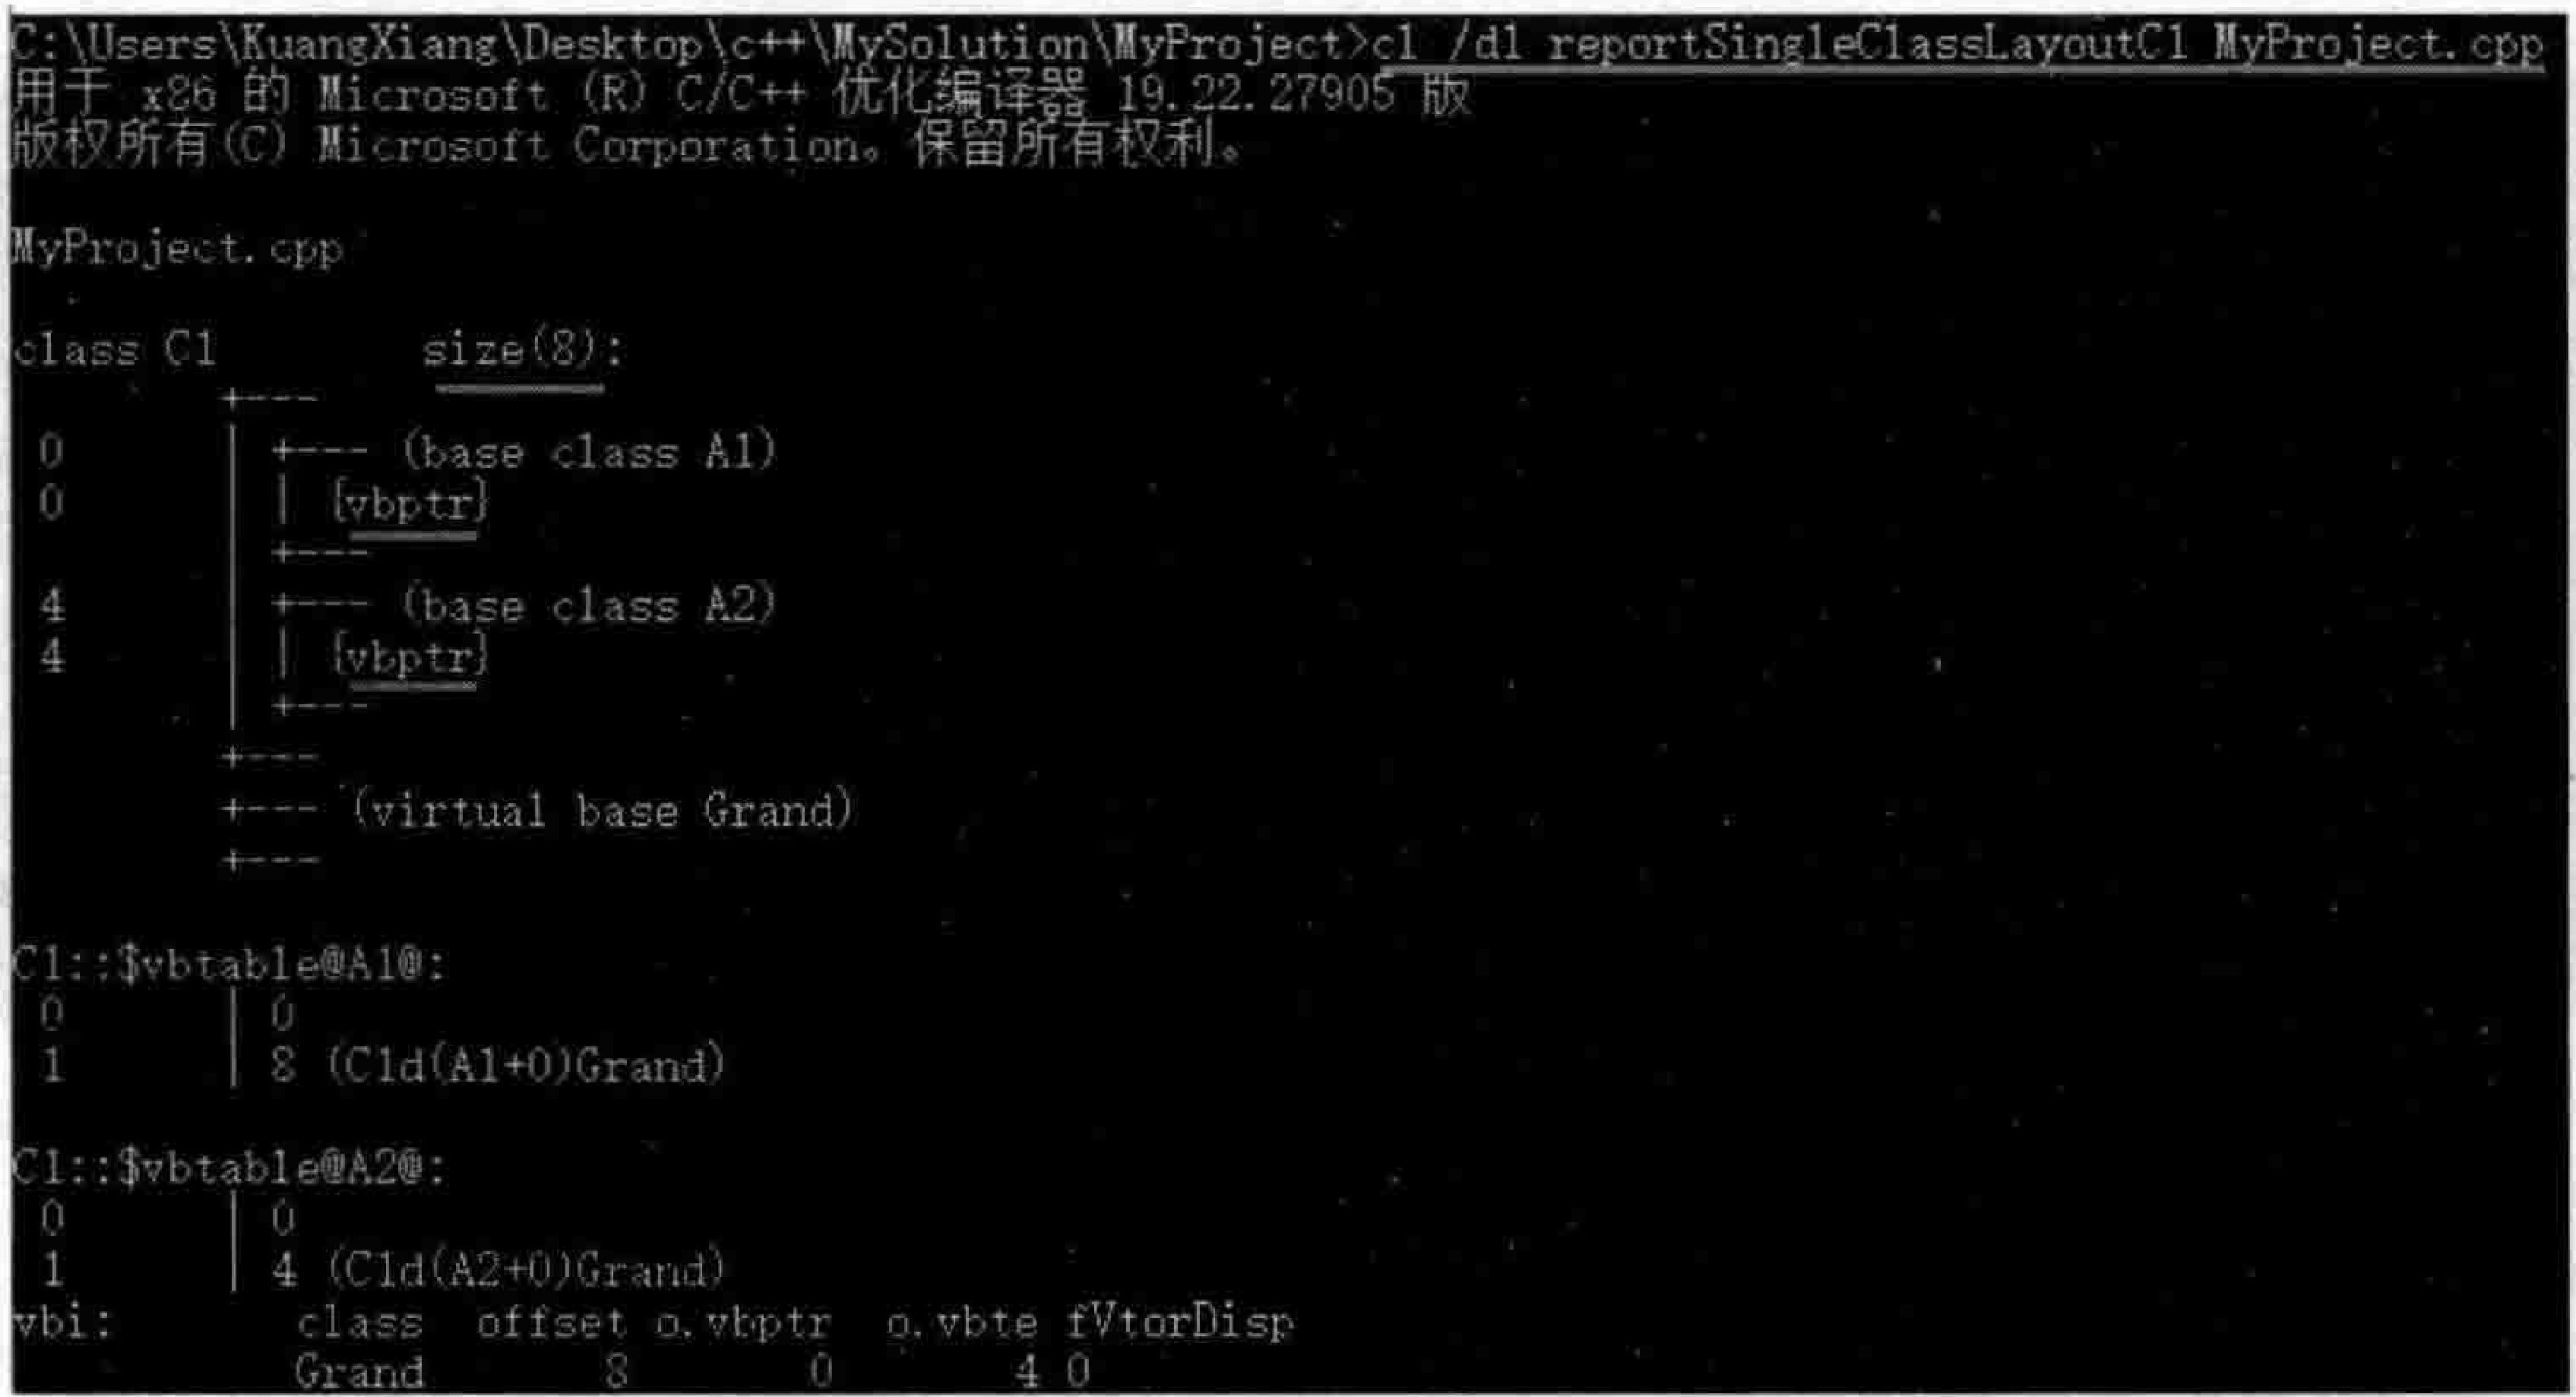 C:\Users\KuangXiang\Desktop\c++\MySolution\MyProject>cl /d1 reportSingleClassLayoutC1 MyProject.cpp
用于 x86 的 Microsoft (R) C/C++ 优化编译器 19.22.27905 版
版权所有(C) Microsoft Corporation。保留所有权利。
MyProject.cpp
class C1 size(8):
+---
0 | +--- (base class A1)
0 | | {vbptr}
| +---
4 | +--- (base class A2)
4 | | {vbptr}
| +---
+---
+--- (virtual base Grand)
+---
C1::$vbtable@A1@:
0 | 0
1 | 8 (C1d(A1+0)Grand)
C1::$vbtable@A2@:
0 | 0
1 | 4 (C1d(A2+0)Grand)
vbi: class offset o.vbptr o.vbte fVtorDisp
Grand 8 0 4 0